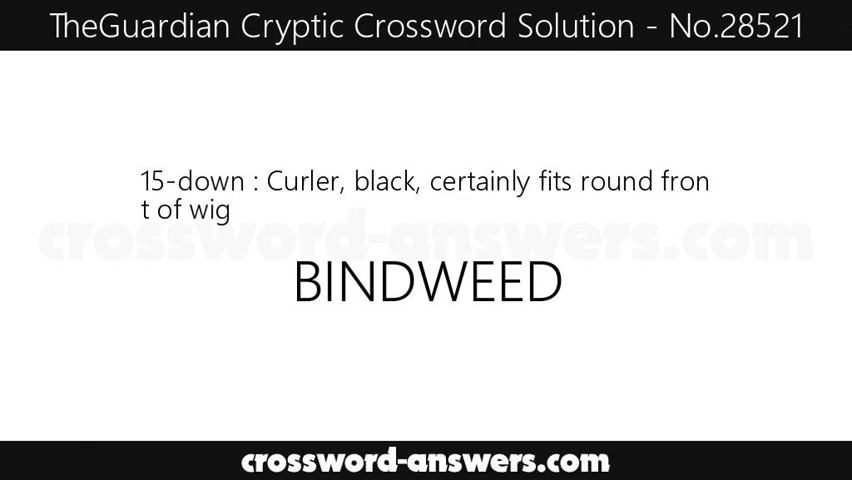 TheGuardian Cryptic Crossword Solution - No.28521
15-down : Curler, black, certainly fits round fron
t of wig
crossword-answers.com
BINDWEED
crossword-answers.com